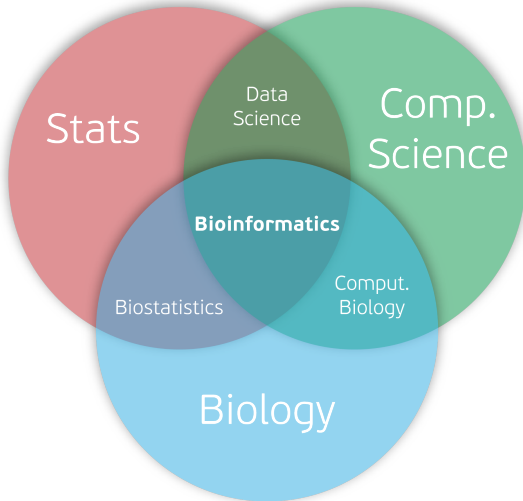 Data
Science
Stats
Comp.
Science
Bioinformatics
Biostatistics
Comput.
Biology
Biology